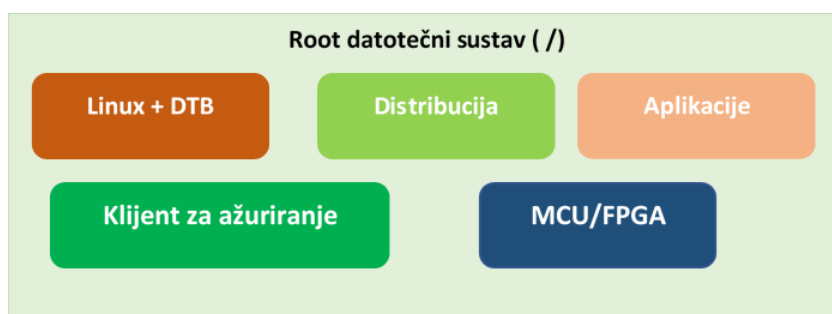 Root datotečni sustav ( /)
Linux + DTB
Distribucija
Aplikacije
Klijent za ažuriranje
MCU/FPGA